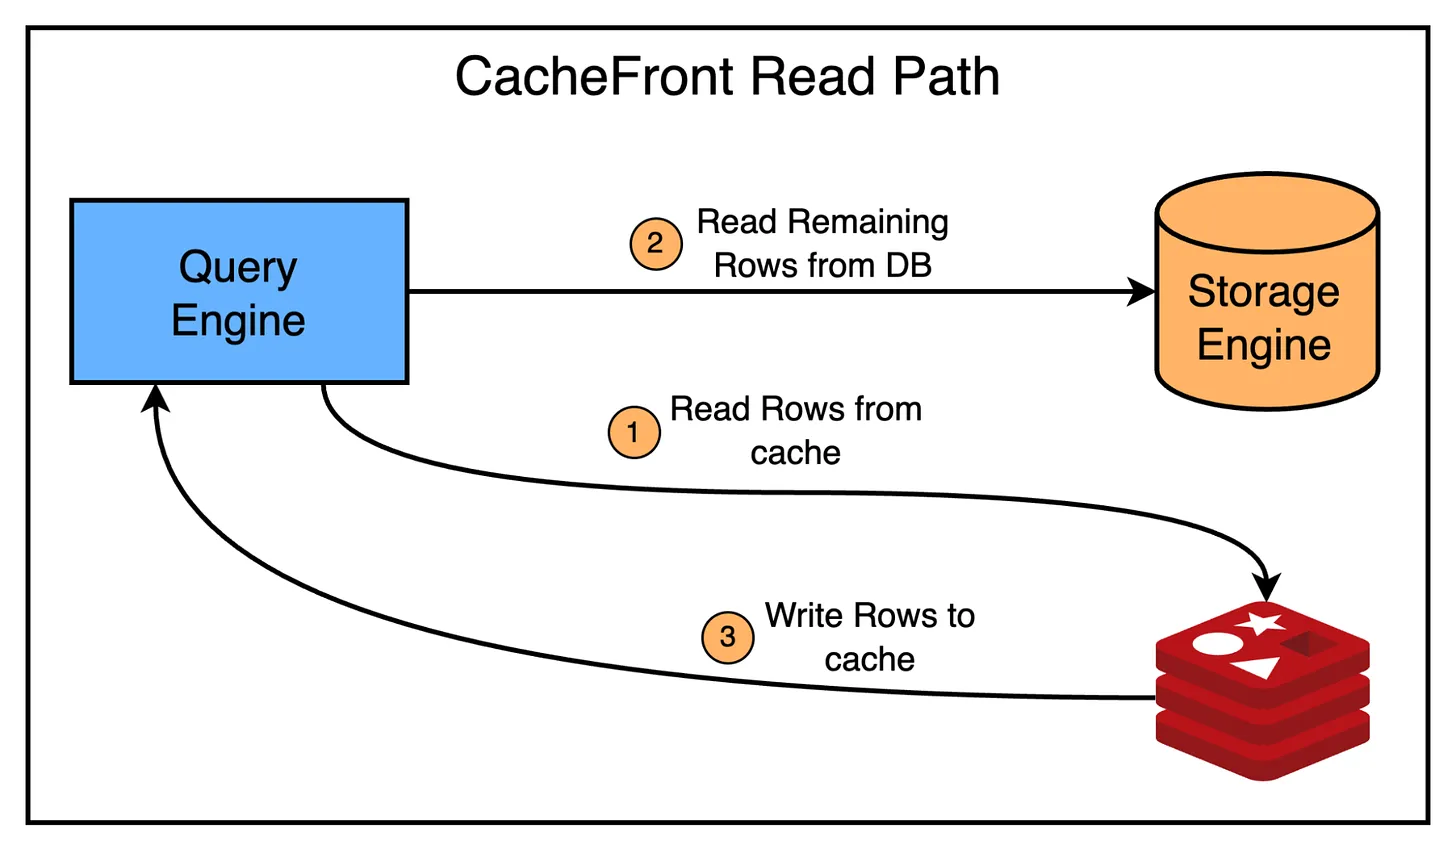 CacheFront Read Path
Query
Engine
2
Read Remaining
Rows from DB
Storage
Engine
1
Read Rows from
cache
3
Write Rows to
cache